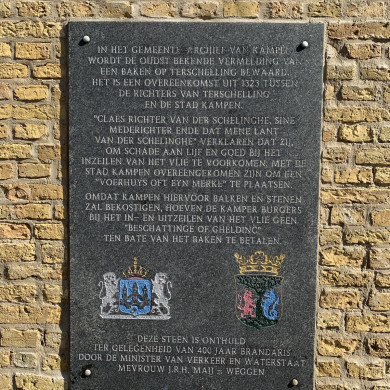 IN HET GEMEENTE-ARCHIEF VAN KAMPEN
WORDT DE OUDST BEKENDE VERMELDING VAN
EEN BAKEN OP TERSCHELLING BEWAARD.
HET IS EEN OVEREENKOMST UIT 1323 TUSSEN
DE RICHTERS VAN TERSCHELLING
EN DE STAD KAMPEN.
"CLAES RICHTER VAN DER SCHELINGHE, SINE
MEDERICHTER ENDE DAT MENE LANT
VAN DER SCHELINGHE" VERKLAREN DAT ZIJ,
OM SCHADE AAN LIJF EN GOED BIJ HET
INZEILEN VAN HET VLIE TE VOORKOMEN, MET DE
STAD KAMPEN OVEREENGEKOMEN ZIJN OM EEN
"VOERHUYS OFT EYN MERKE" TE PLAATSEN.
OMDAT KAMPEN HIERVOOR BALKEN EN STENEN
ZAL BEKOSTIGEN, HOEVEN DE KAMPER BURGERS
BIJ HET IN- EN UITZEILEN VAN HET VLIE GEEN
"BESCHATTINGE OF GHELDING"
TEN BATE VAN HET BAKEN TE BETALEN.
DEZE STEEN IS ONTHULD
TER GELEGENHEID VAN 400 JAAR BRANDARIS
DOOR DE MINISTER VAN VERKEER EN WATERSTAAT
MEVROUW J.R.H. MAIJ = WEGGEN